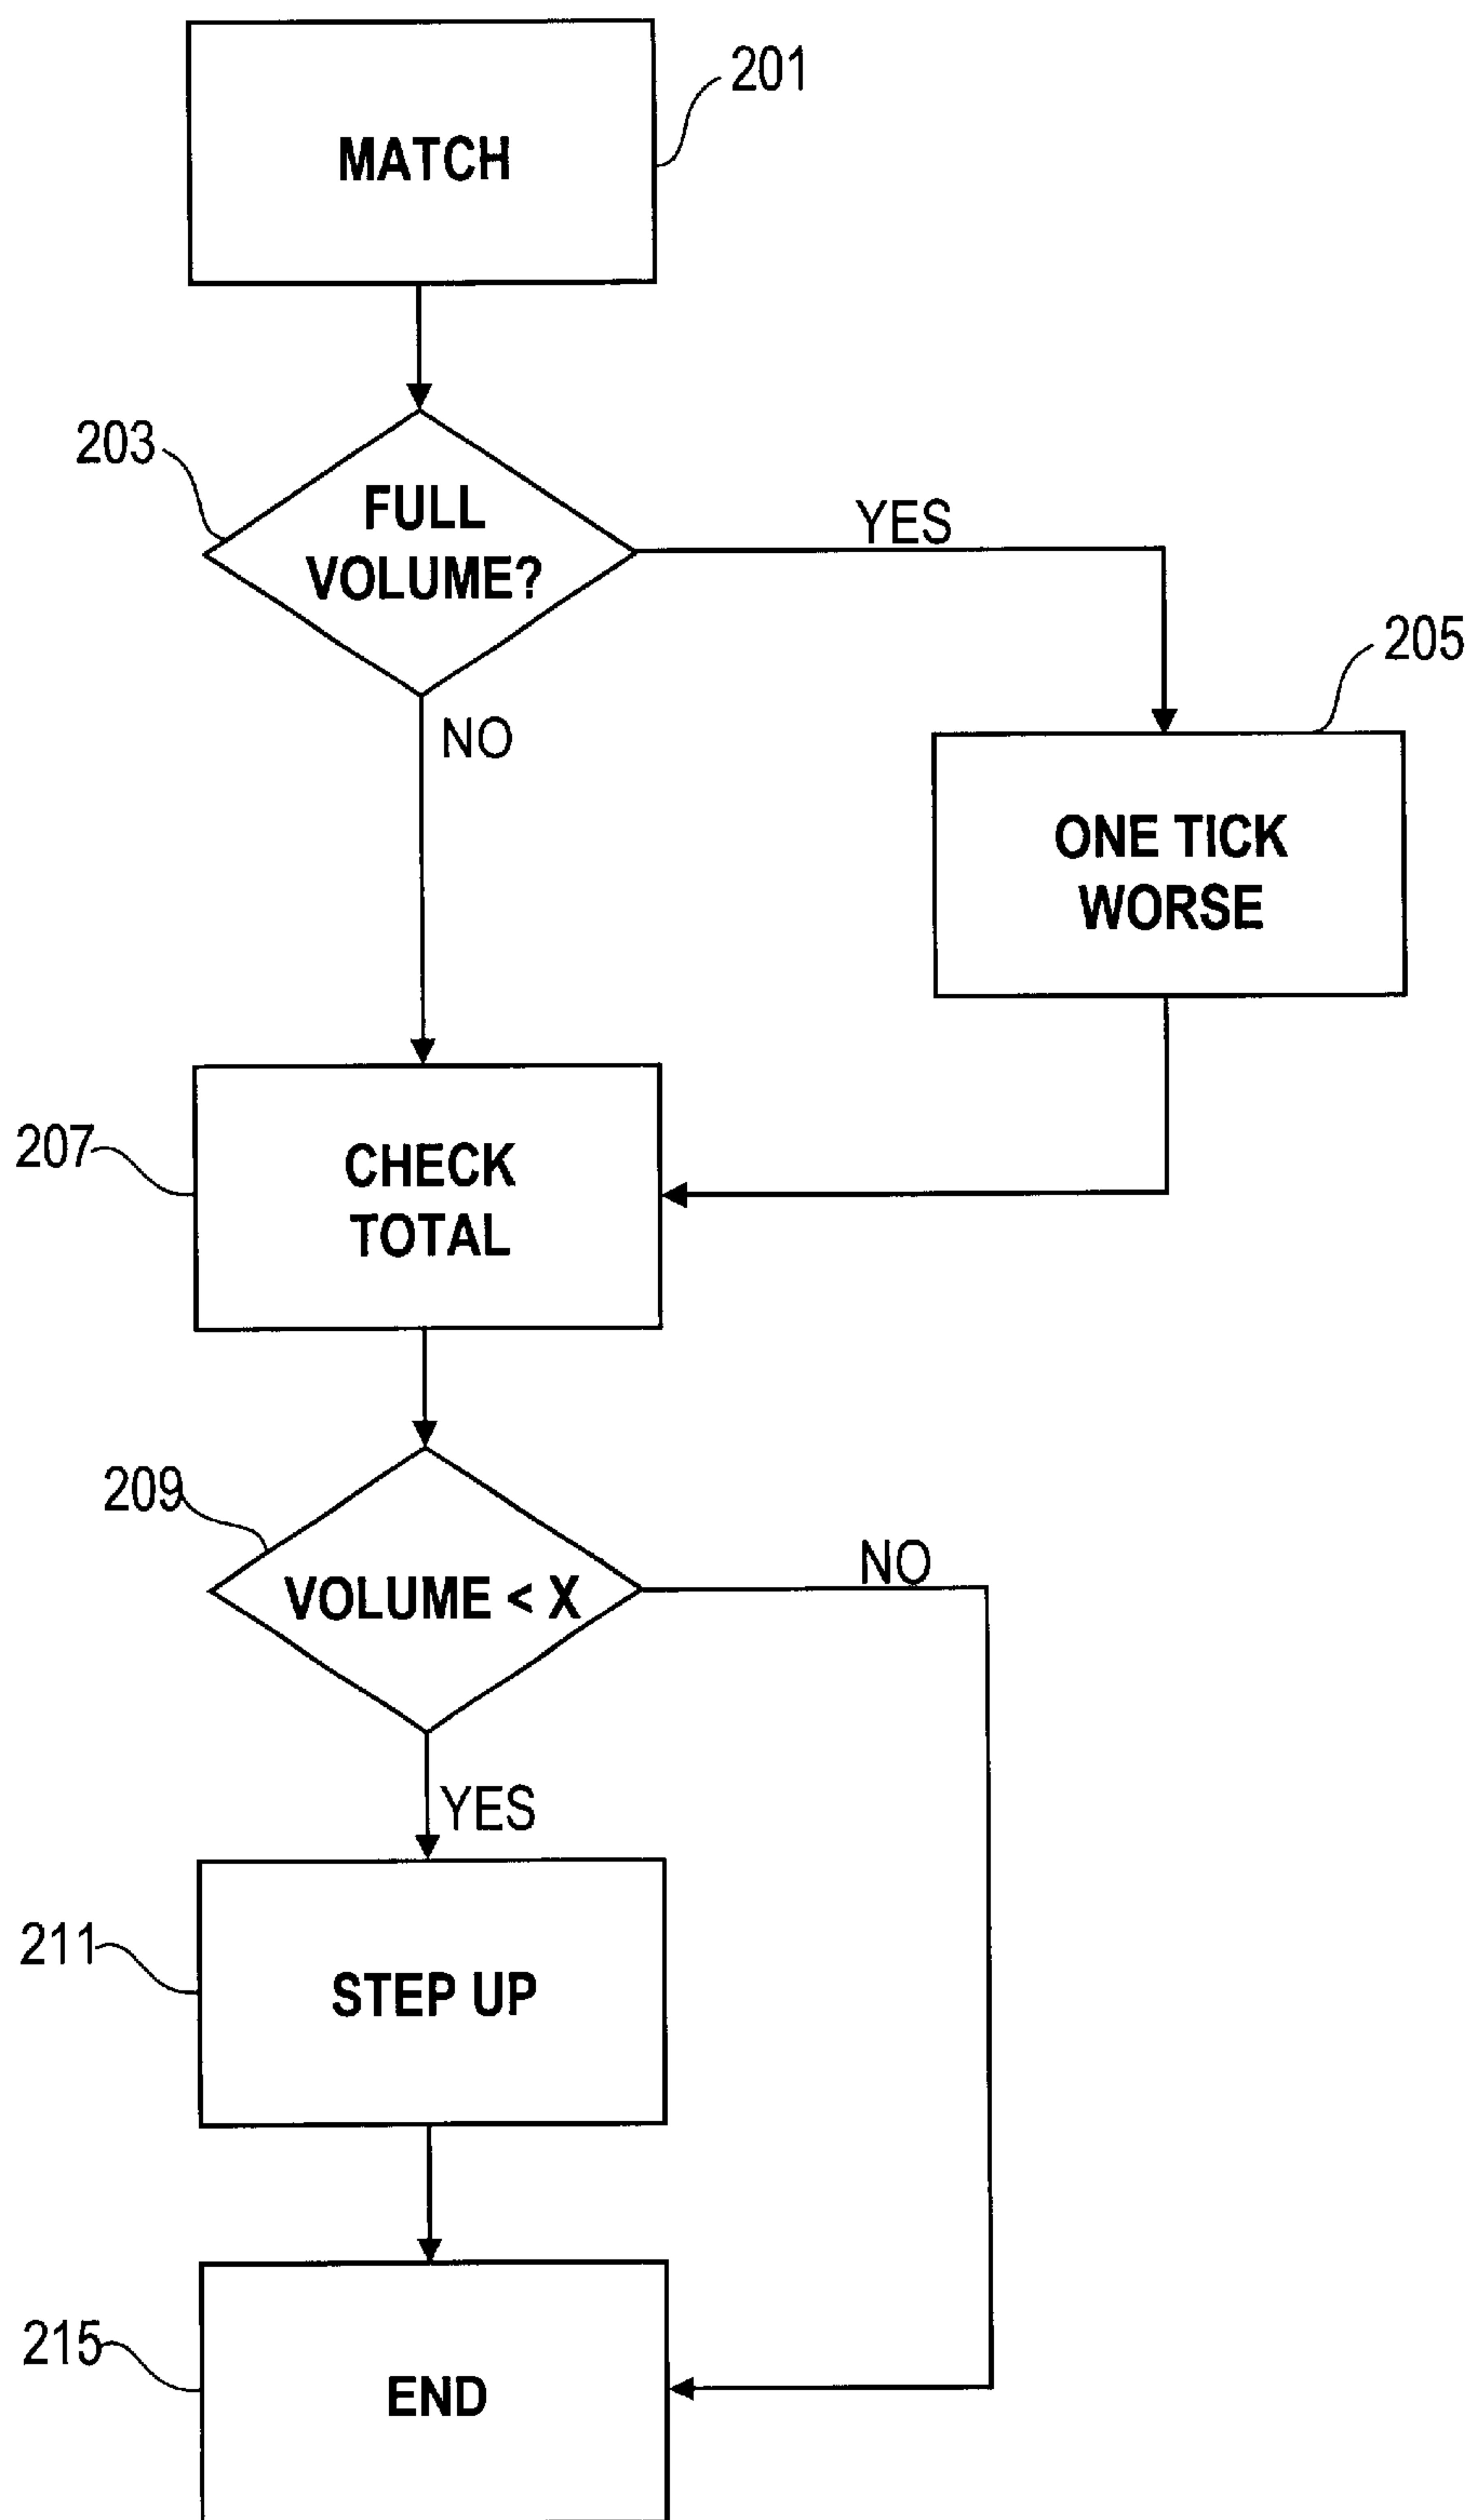 201
MATCH
203
FULL
VOLUME?
YES
205
NO
ONE TICK
WORSE
207
CHECK
TOTAL
209
NO
VOLUME < X
YES
211
STEP UP
215
END